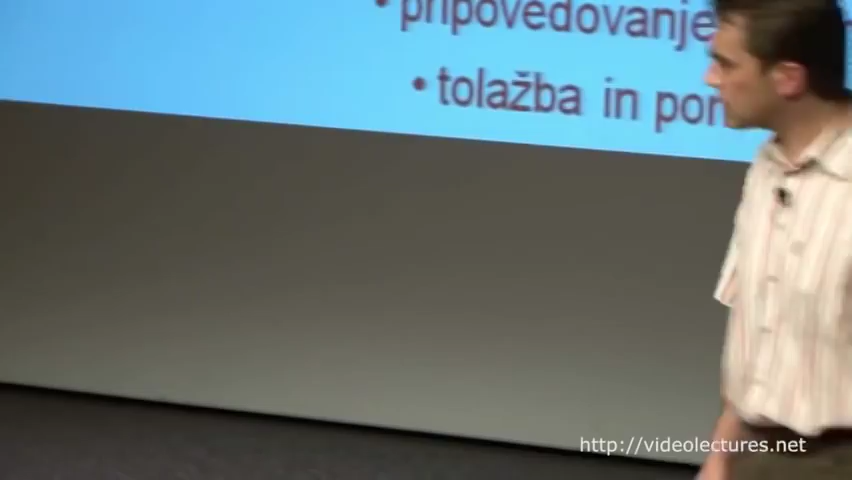 • pripovedovanje
• tolažba in
http://videolectures.net